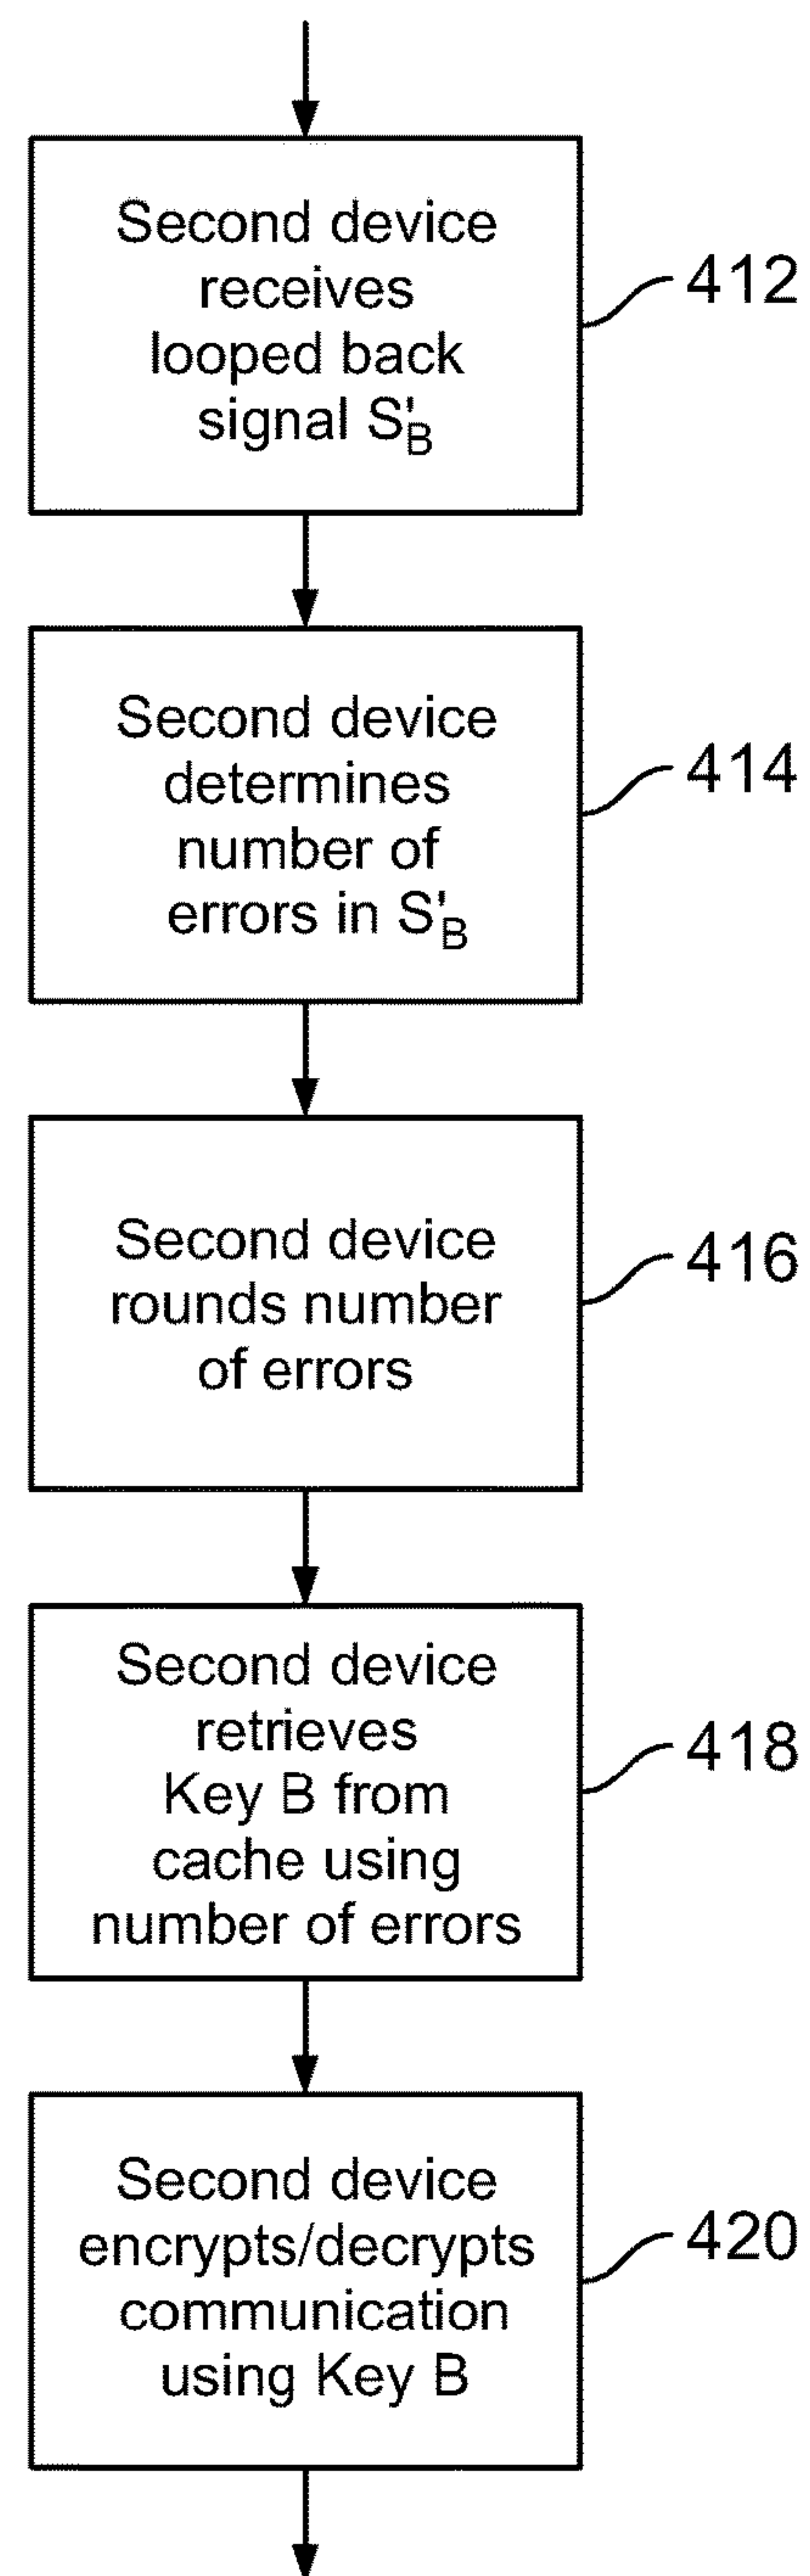 Second device
receives
looped back
signal S'B
412
Second device
determines
number of
errors in S'B
414
Second device
rounds number
of errors
416
Second device
retrieves
Key B from
cache using
number of errors
418
Second device
encrypts/decrypts
communication
using Key B
420